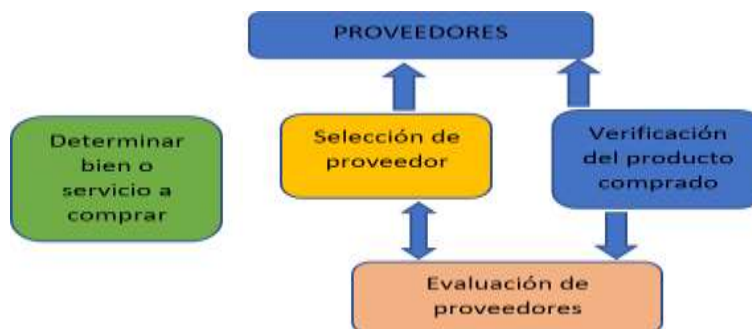 PROVEEDORES
Determinar
bien o
servicio a
comprar
Selección de
proveedor
Verificación
del producto
comprado
Evaluación de
proveedores